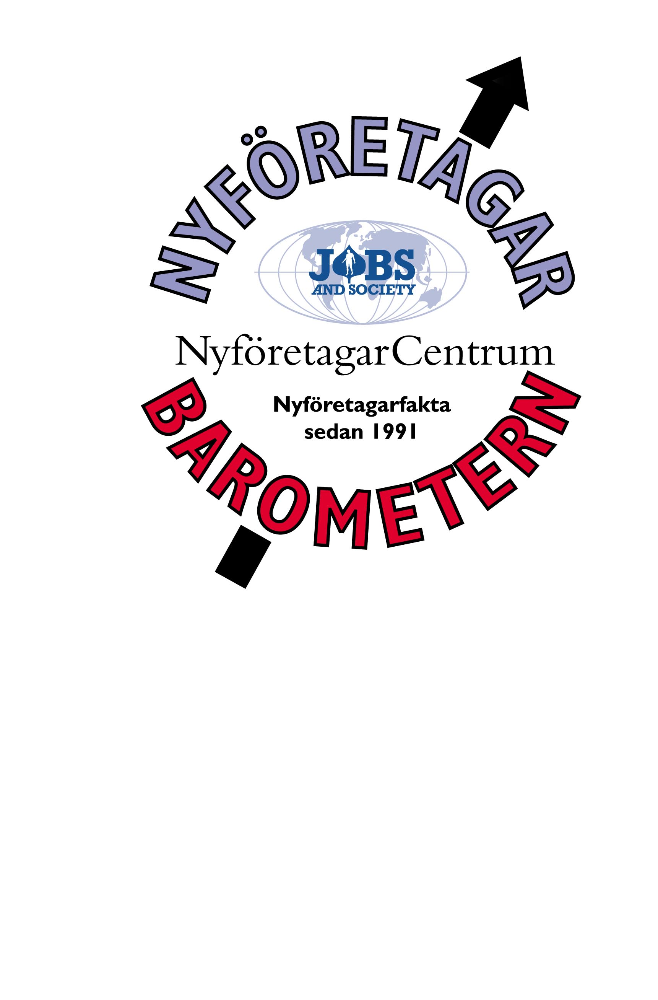 NYFÖRETAGAR
JOBS
AND SOCIETY
NyföretagarCentrum
Nyföretagarfakta
sedan 1991
BAROMETERN